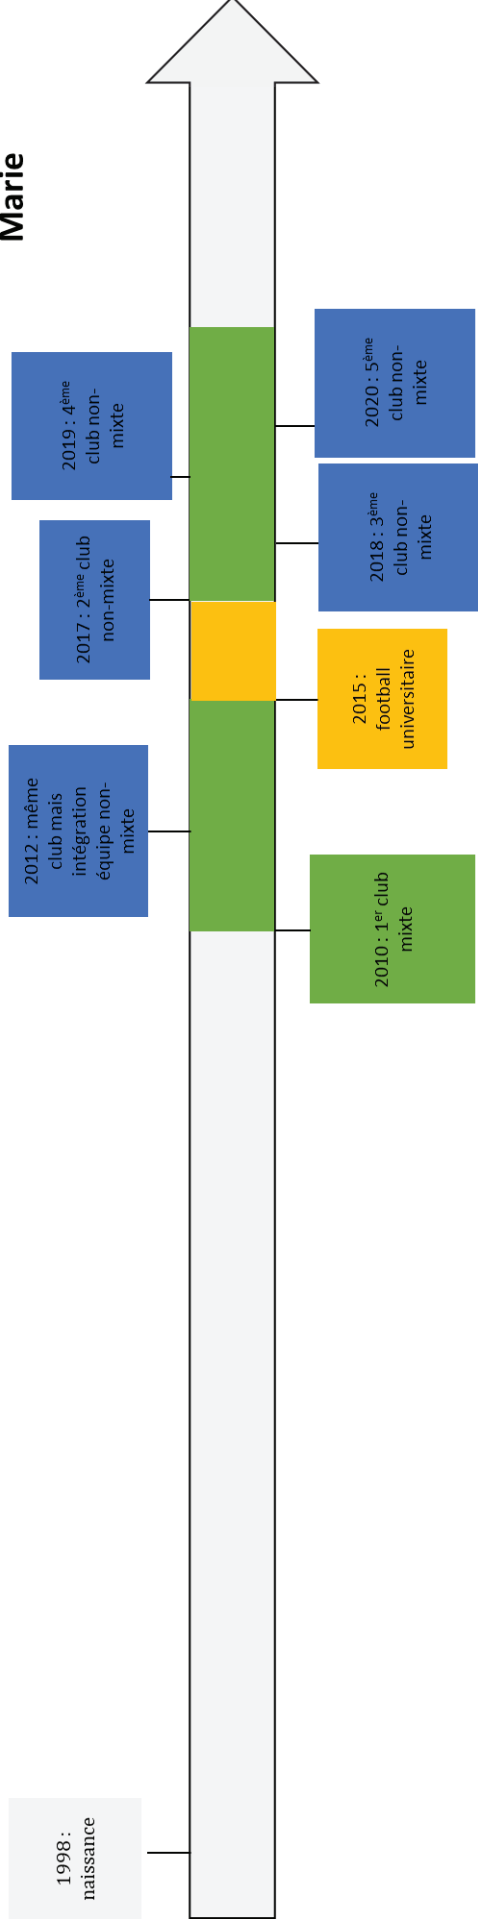 Marie
1998 :
naissance
2010 : 1er club
mixte
2012 : même
club mais
intégration
équipe non-
mixte
2015 :
football
universitaire
2017 : 2ème club
non-mixte
2018 : 3ème
club non-
mixte
2019 : 4ème
club non-
mixte
2020 : 5ème
club non-
mixte